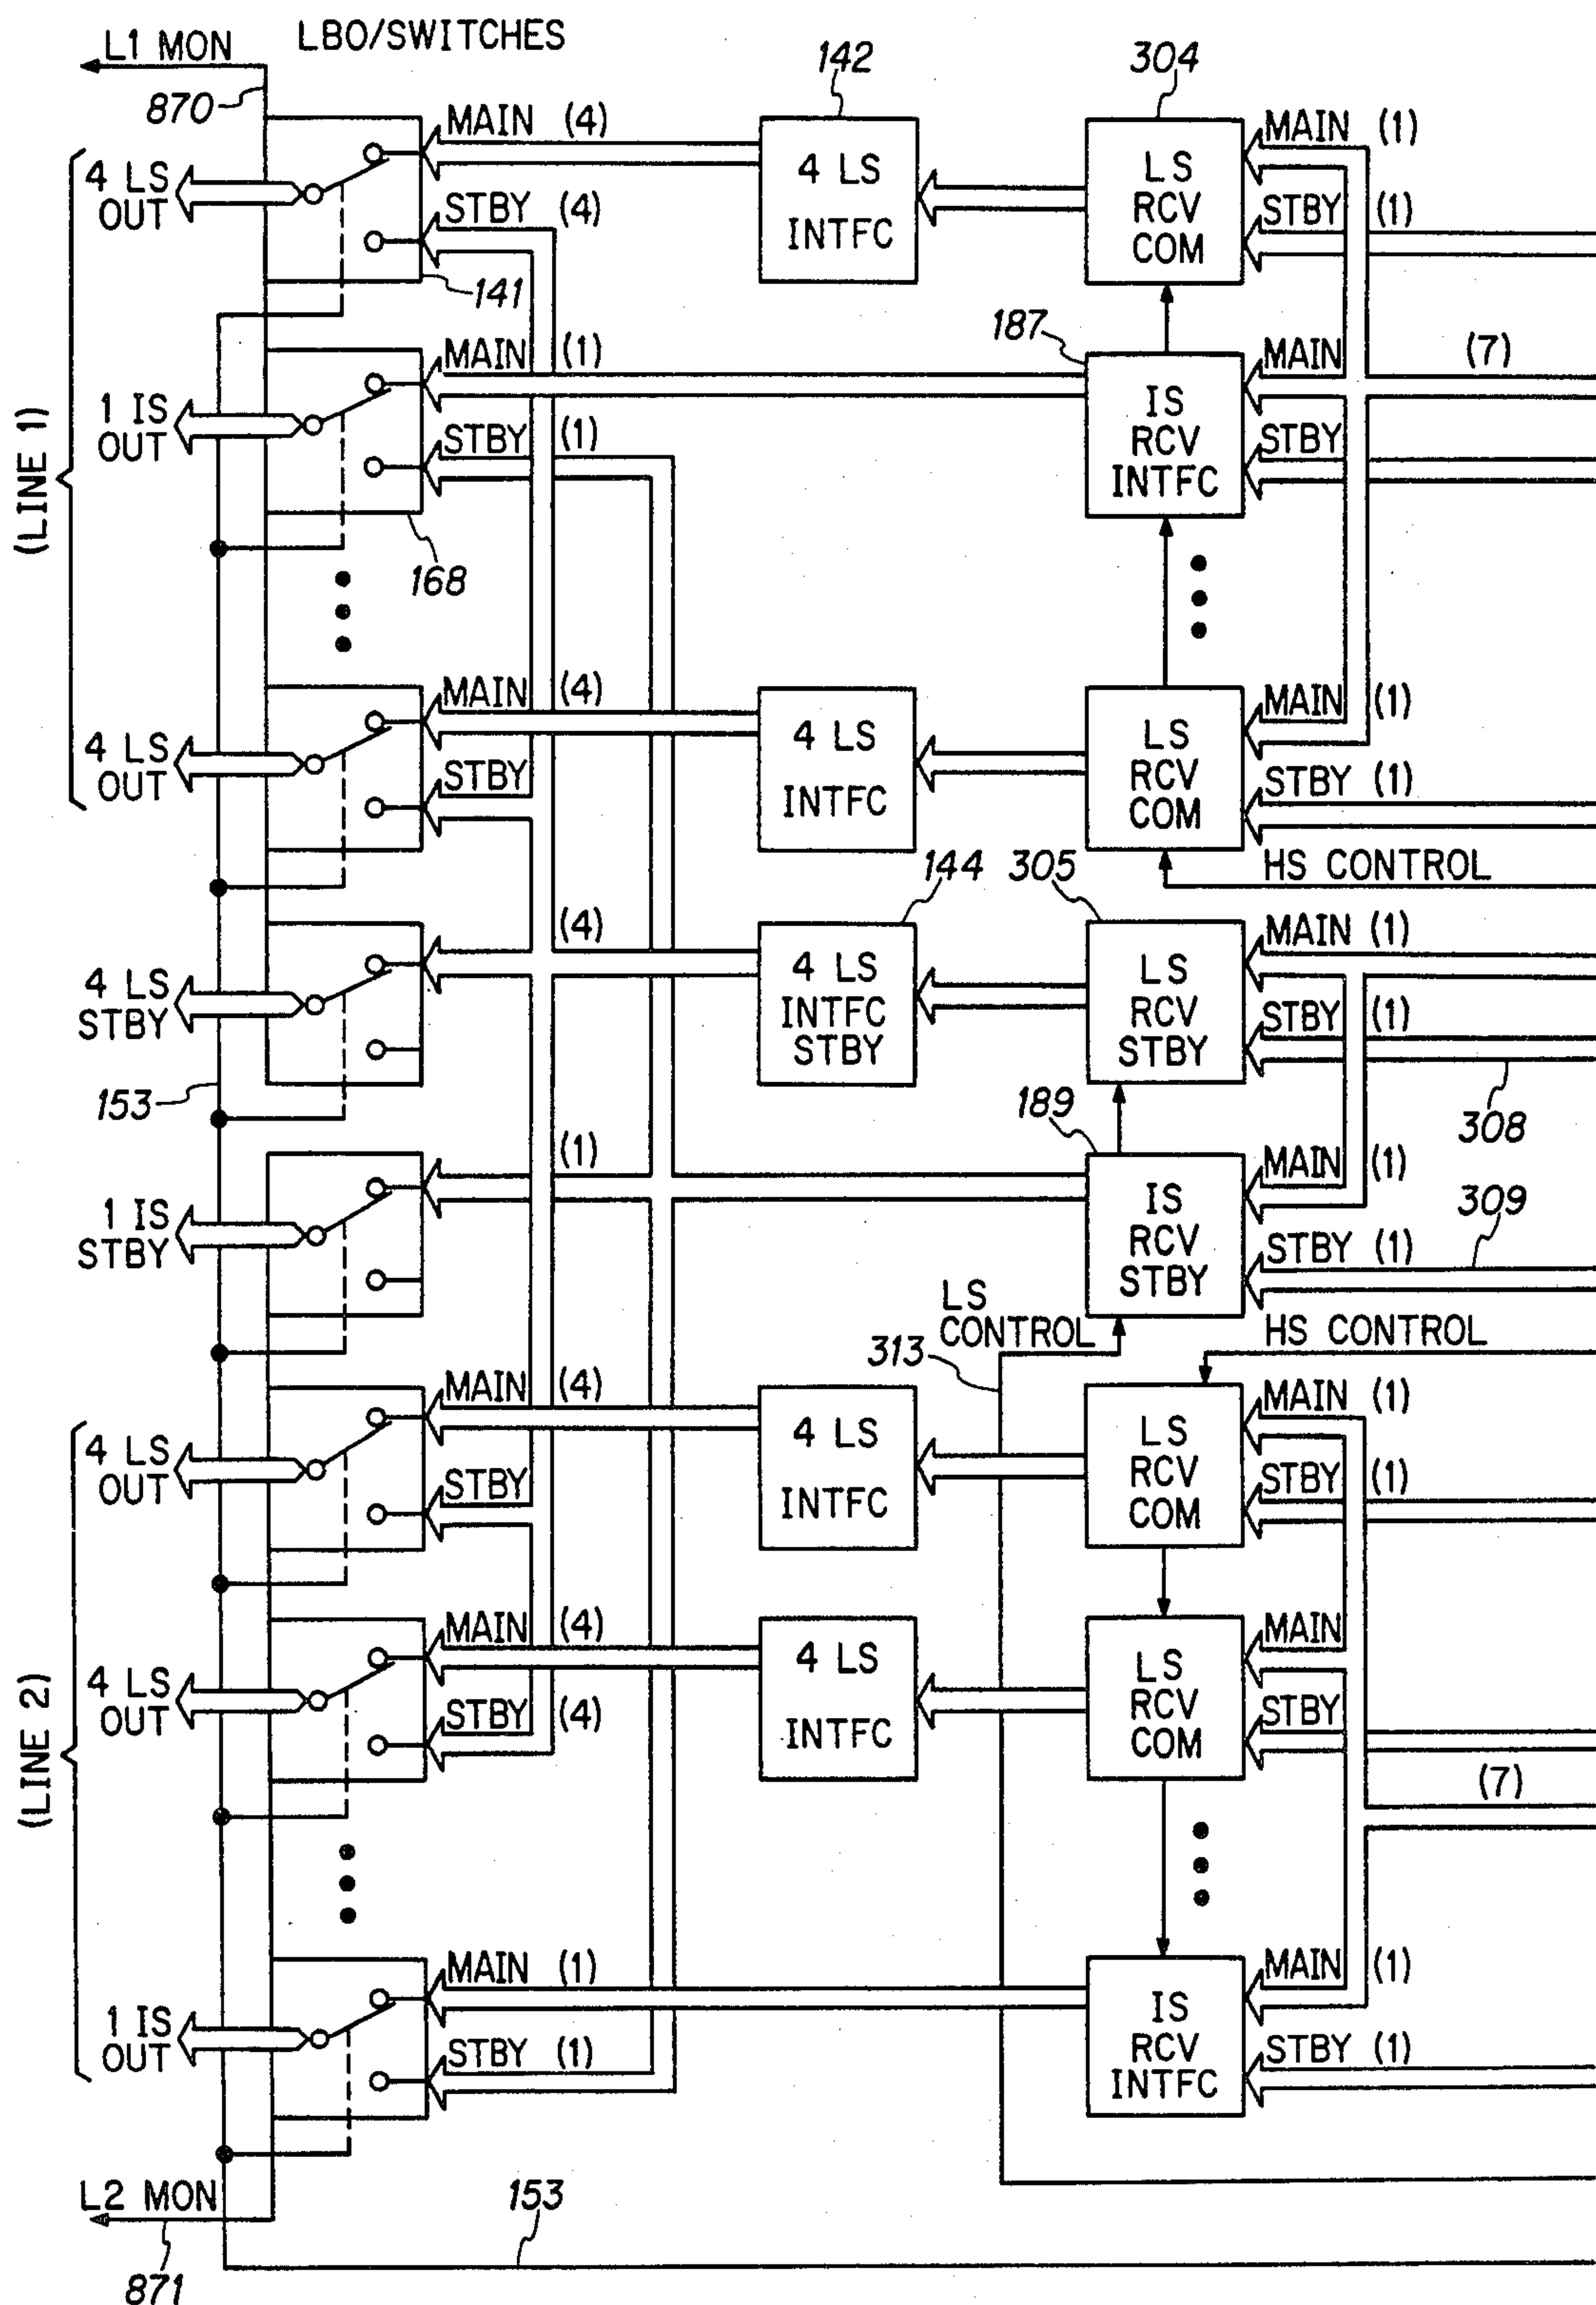 L1 MON
LBO/SWITCHES
870
142
304
MAIN (4)
MAIN (1)
4 LS
OUT
4 LS
INTFC
LS
RCV
COM
STBY (4)
STBY (1)
141
187
(LINE 1)
MAIN (1)
MAIN
(7)
1 IS
OUT
IS
RCV
INTFC
STBY (1)
STBY
168
MAIN (4)
MAIN (1)
4 LS
OUT
4 LS
INTFC
LS
RCV
COM
STBY
STBY (1)
HS CONTROL
144
305
(4)
MAIN (1)
4 LS
STBY
4 LS
INTFC
STBY
LS
RCV
STBY
STBY (1)
153
308
189
(1)
MAIN (1)
1 IS
STBY
IS
RCV
STBY
309
STBY (1)
LS
CONTROL
313
HS CONTROL
MAIN (4)
MAIN (1)
4 LS
OUT
4 LS
INTFC
LS
RCV
COM
STBY
STBY (1)
(LINE 2)
MAIN (4)
MAIN
4 LS
OUT
4 LS
INTFC
LS
RCV
COM
STBY (4)
STBY
(7)
MAIN (1)
MAIN (1)
1 IS
OUT
IS
RCV
INTFC
STBY (1)
STBY (1)
L2 MON
153
871